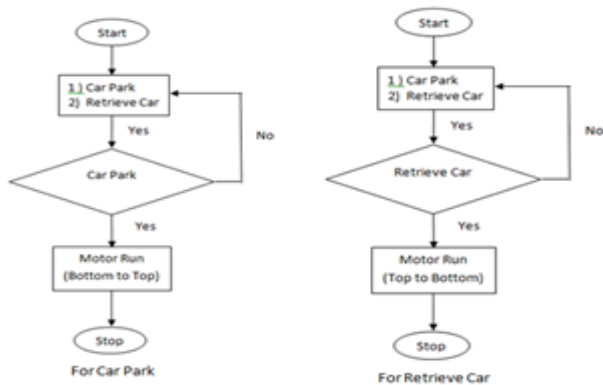 Start
1 ) Car Park
2) Retrieve Car
Yes
No
Car Park
Yes
Motor Run
(Bottom to Top)
Stop
For Car Park
Start
1 ) Car Park
2) Retrieve Car
Yes
No
Retrieve Car
Yes
Motor Run
(Top to Bottom)
Stop
For Retrieve Car